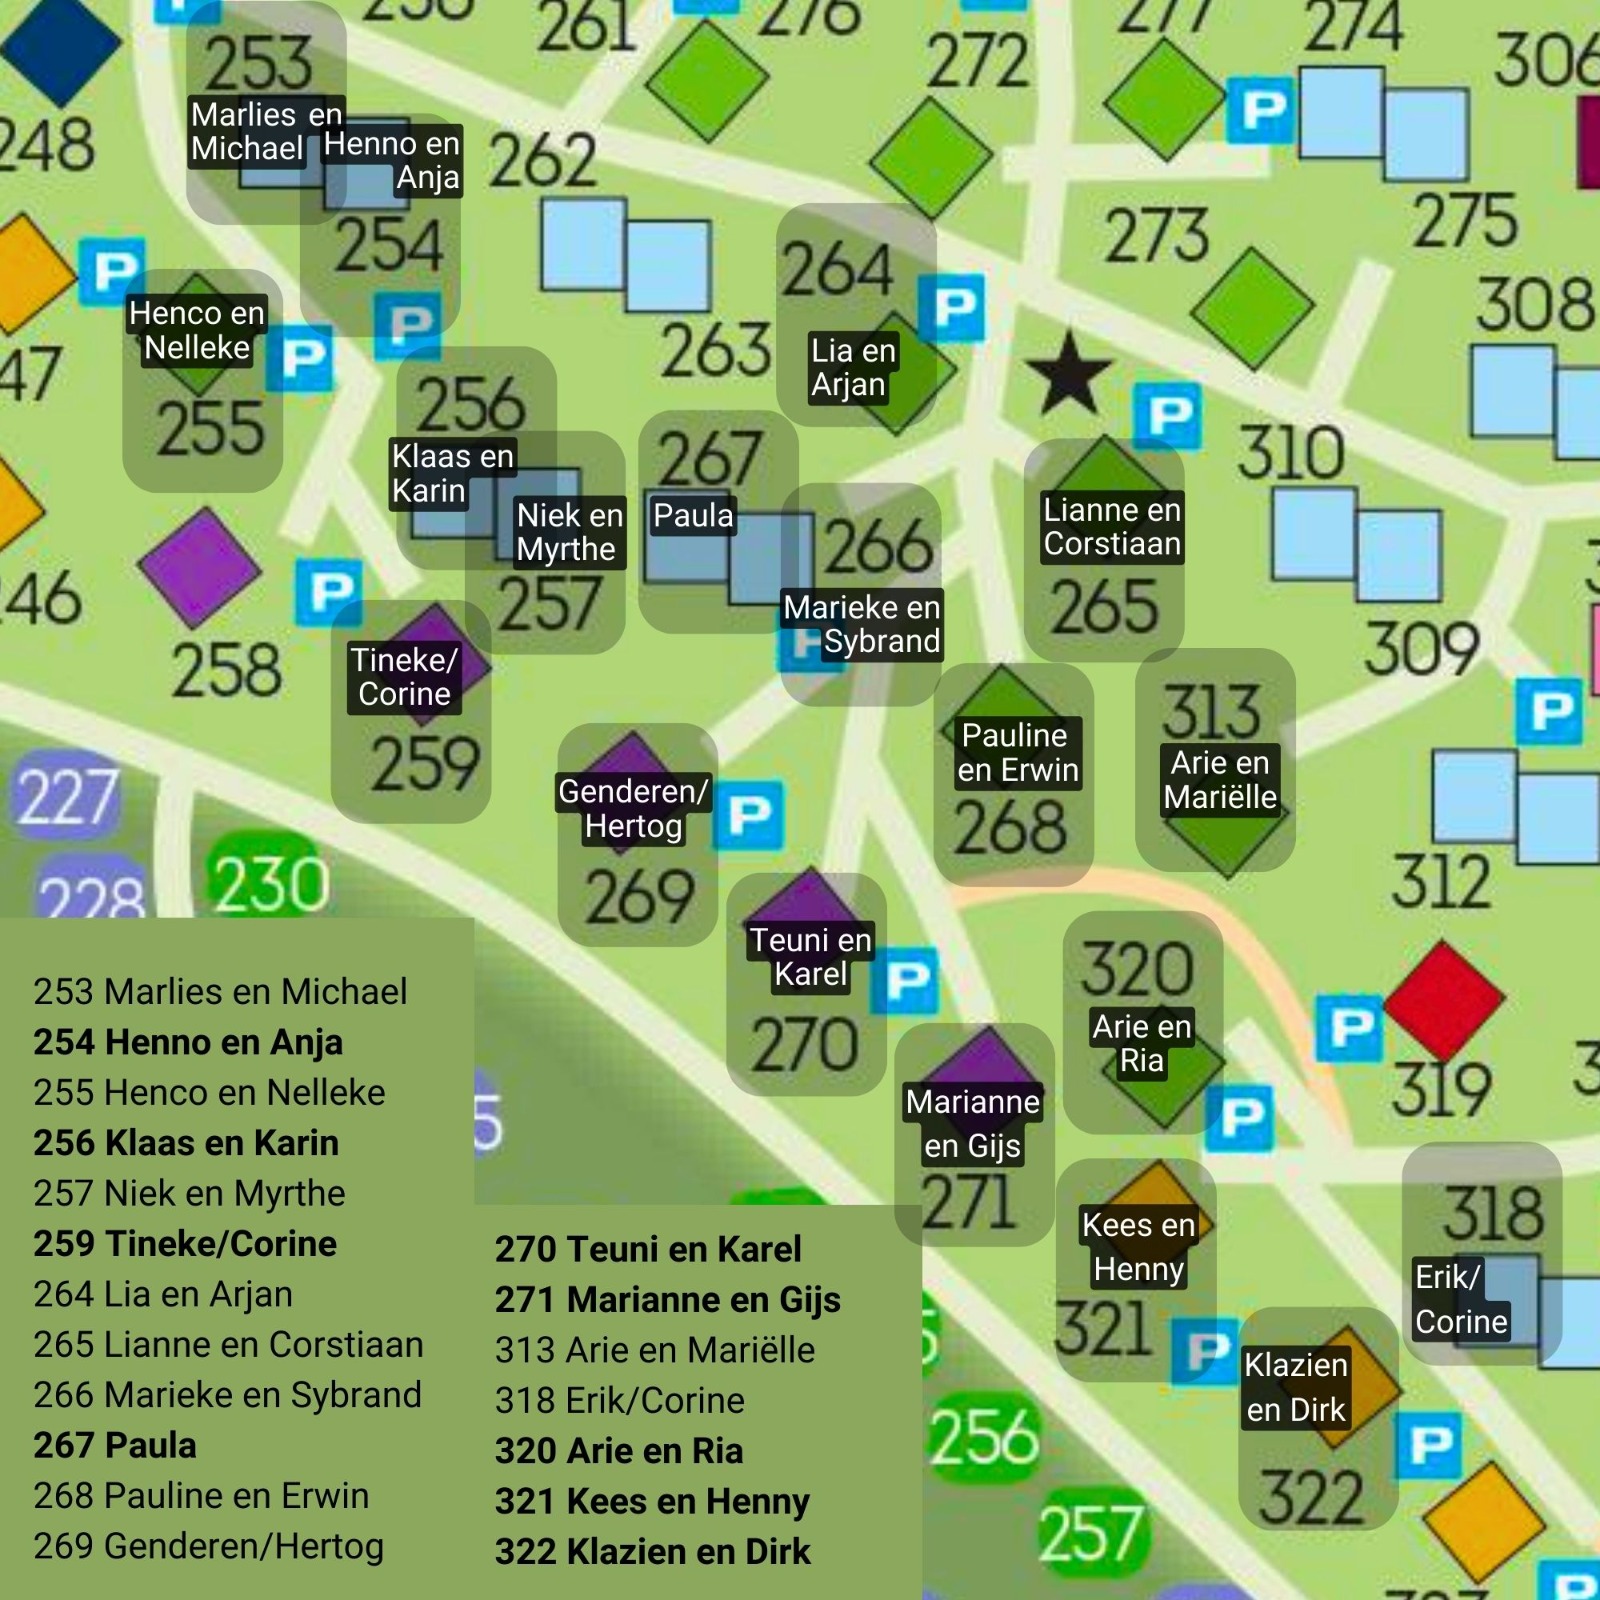 261
276
277
274
306
253
272
248
Marlies en
Michael
Henno en
Anja
262
254
273
275
264
308
P
Henco en
Nelleke
P
P
P
P
263
47
Lia en
Arjan
255
256
P
310
267
Klaas en
Karin
Niek en
Myrthe
Paula
266
Lianne en
Corstiaan
265
246
P
257
Marieke en
Sybrand
309
258
Tineke/
Corine
P
313
Pauline
en Erwin
Arie en
Mariëlle
259
227
Genderen/
Hertog
P
268
228
230
269
312
Teuni en
Karel
P
320
270
Arie en
Ria
P
319
Marianne
en Gijs
P
271
Kees en
Henny
318
321
P
Erik/
Corine
Klazien
en Dirk
P
322
256
257
P
253 Marlies en Michael
254 Henno en Anja
255 Henco en Nelleke
256 Klaas en Karin
257 Niek en Myrthe
259 Tineke/Corine
264 Lia en Arjan
265 Lianne en Corstiaan
266 Marieke en Sybrand
267 Paula
268 Pauline en Erwin
269 Genderen/Hertog
270 Teuni en Karel
271 Marianne en Gijs
313 Arie en Mariëlle
318 Erik/Corine
320 Arie en Ria
321 Kees en Henny
322 Klazien en Dirk